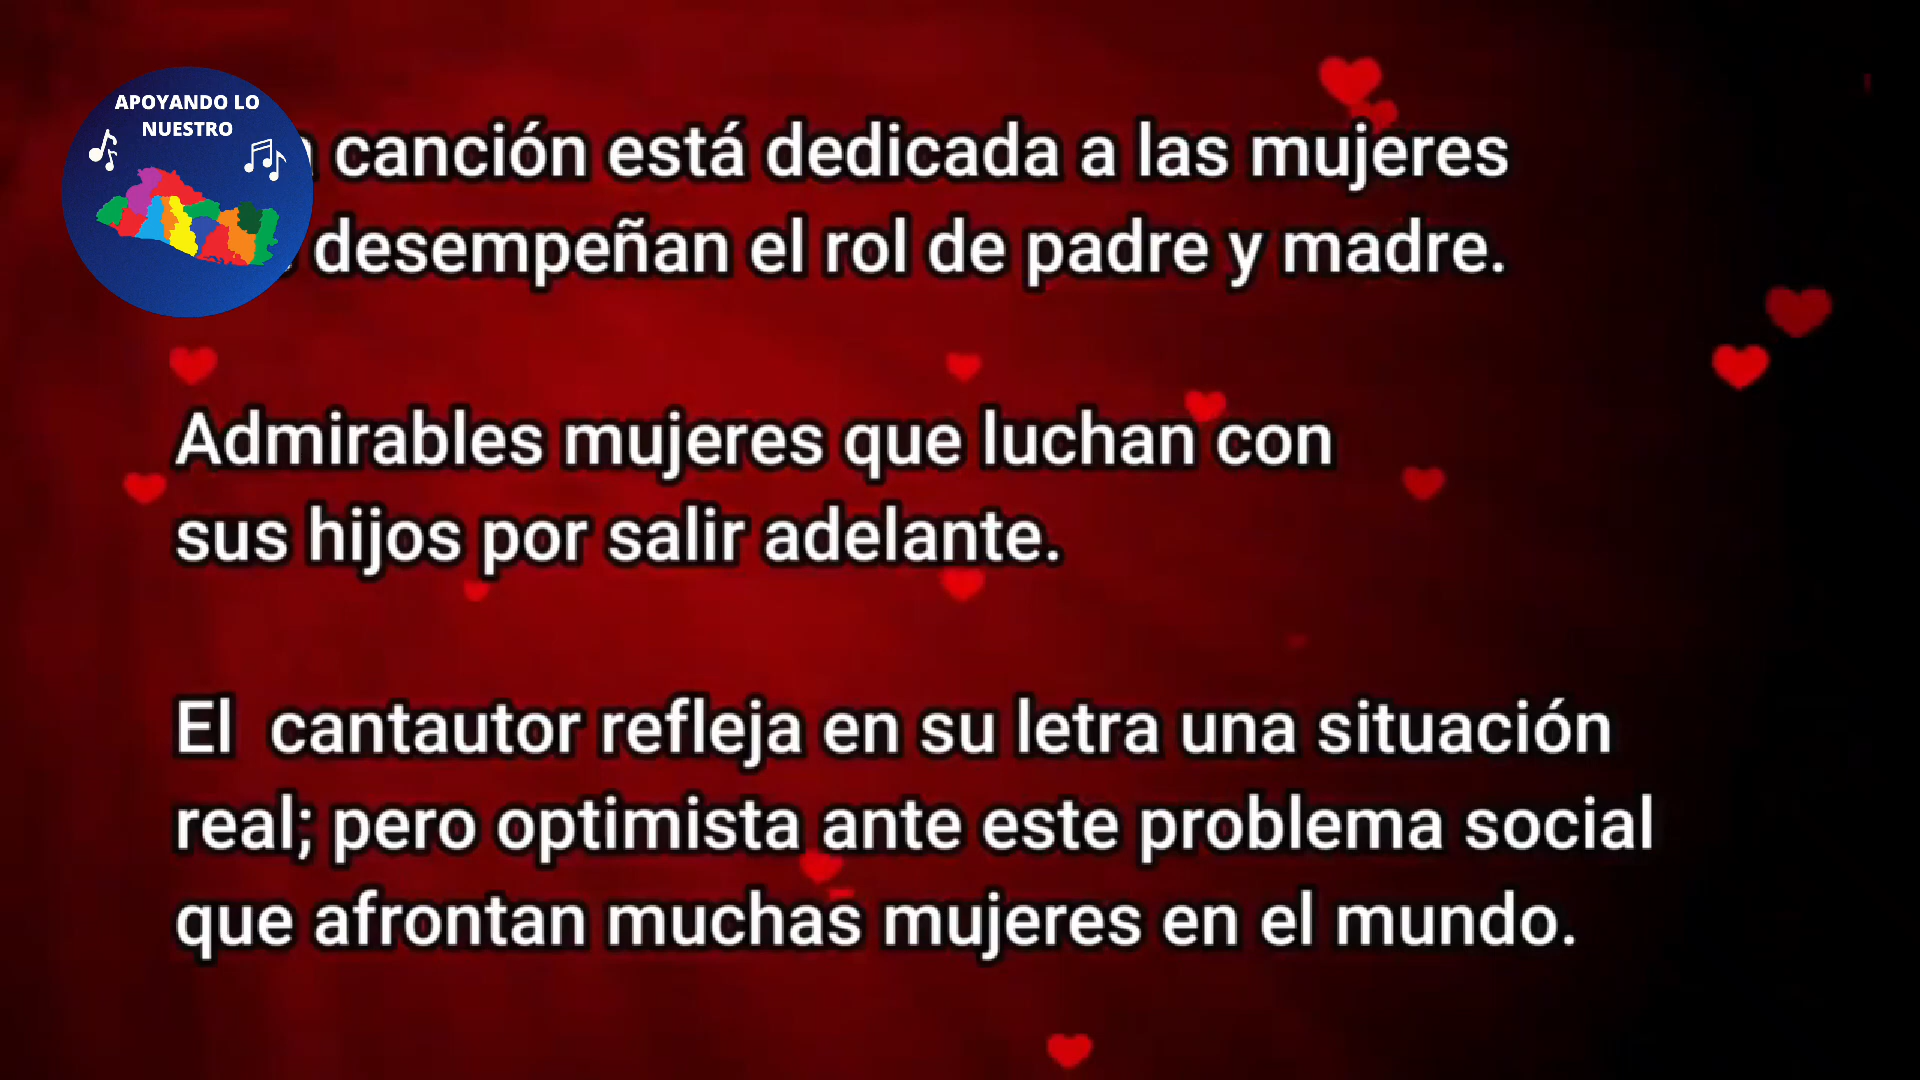 APOYANDO LO
NUESTRO
canción está dedicada a las mujeres
desempeñan el rol de padre y madre.
Admirables mujeres que luchan con
sus hijos por salir adelante.
El cantautor refleja en su letra una situación
real; pero optimista ante este problema social
que afrontan muchas mujeres en el mundo.